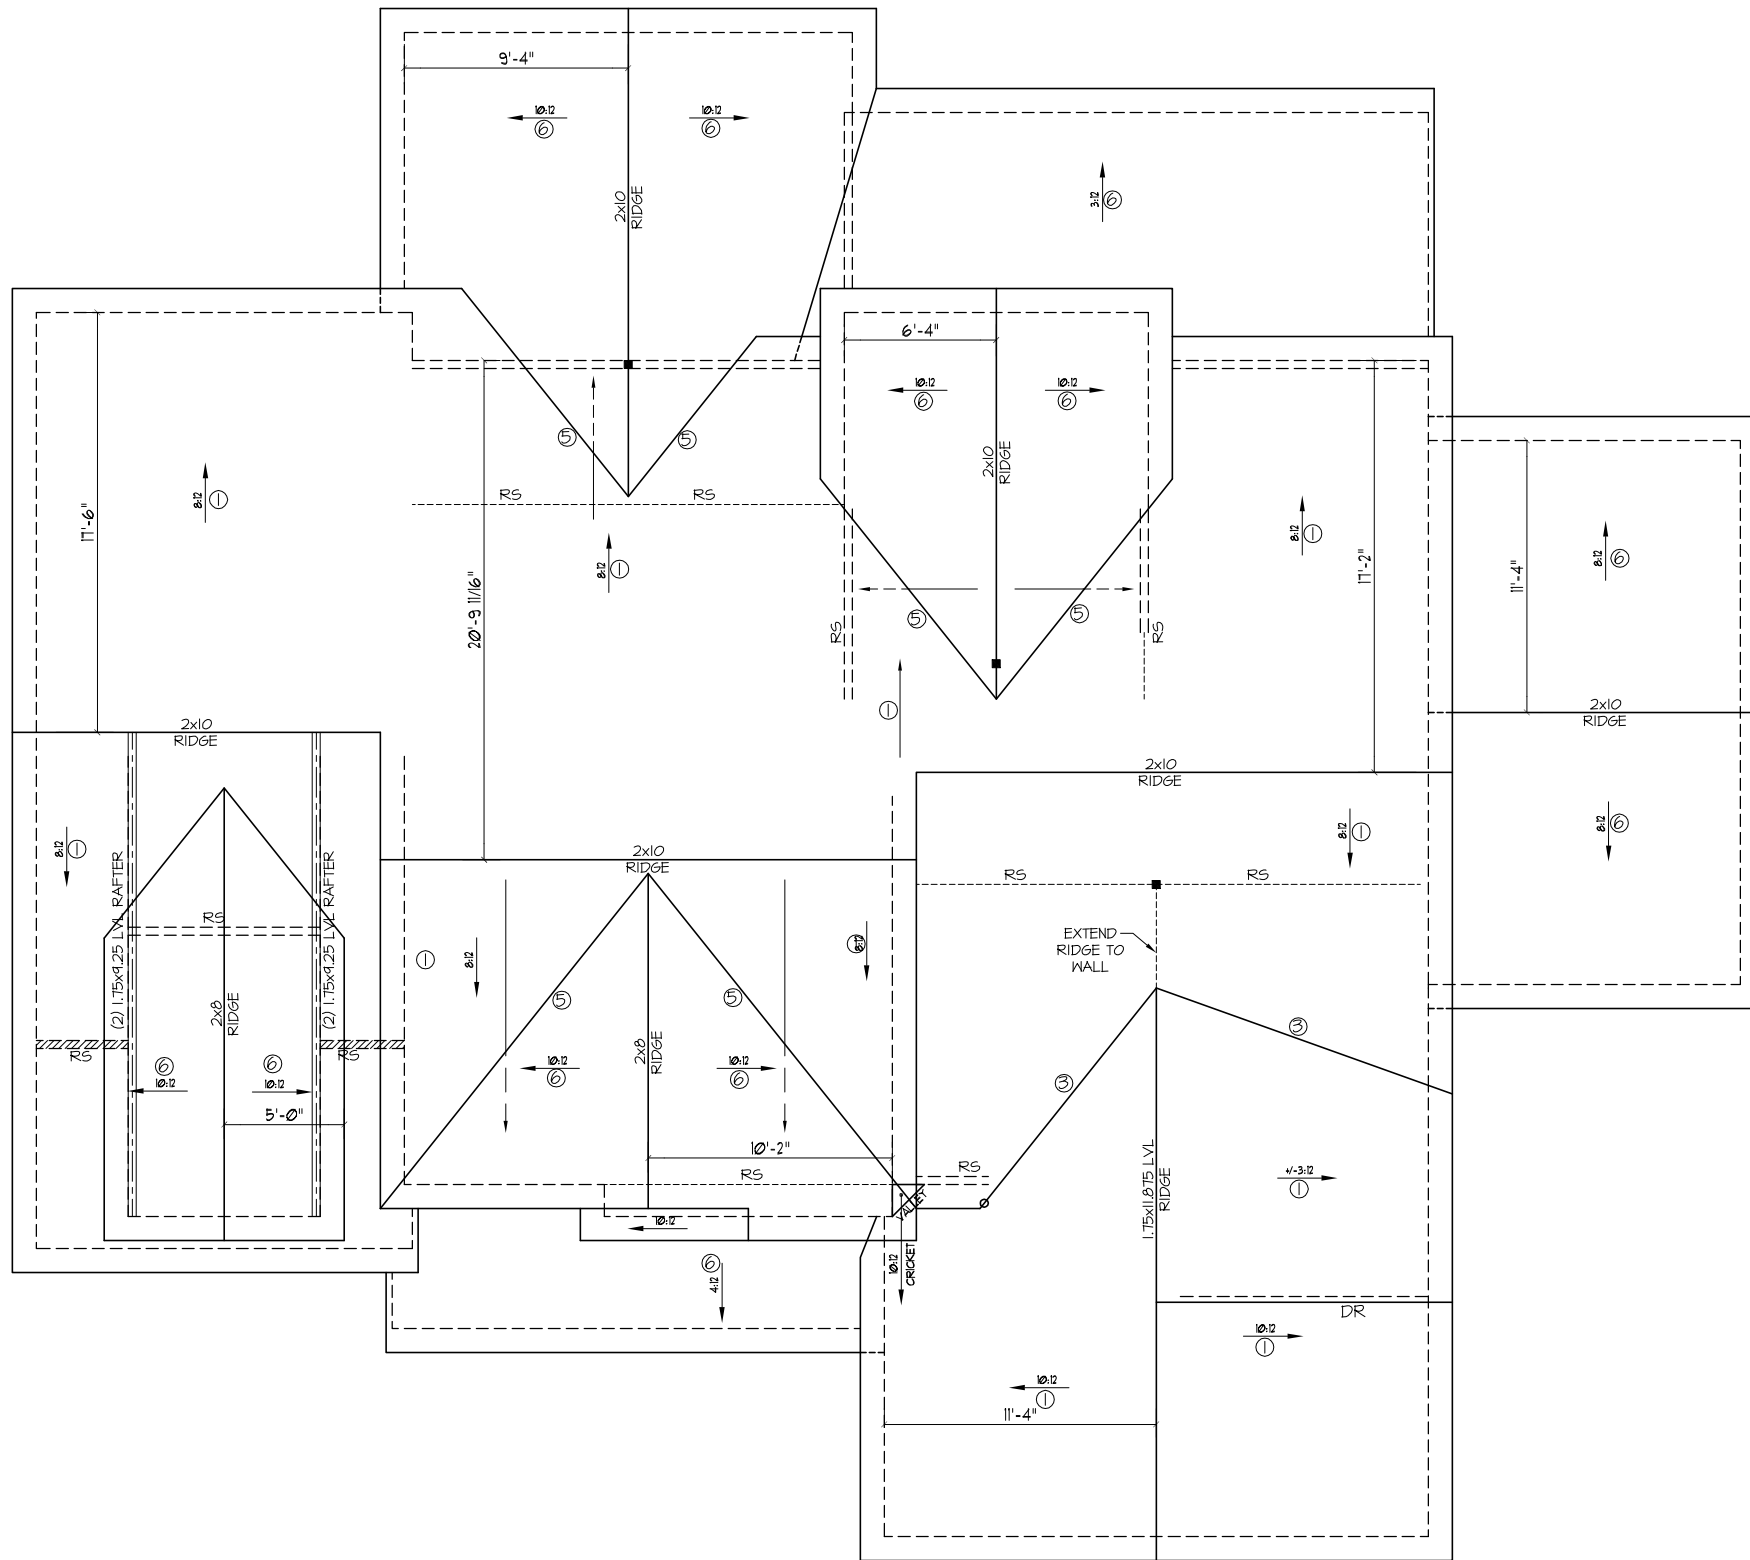 9'-4"
10:12
⑥
10:12
⑥
2x10
RIDGE
3:12
⑥
6'-4"
10:12
⑥
10:12
⑥
2x10
RIDGE
⑤
⑤
RS
RS
17'-6"
8:12
①
8:12
①
20'-9 11/16"
8:12
①
17'-2"
11'-4"
8:12
⑥
⑤
⑤
RS
RS
①
2x10
RIDGE
2x10
RIDGE
2x10
RIDGE
8:12
①
8:12
①
8:12
⑥
2x10
RIDGE
(2) 1.75x9.25 LVL RAFTER
(2) 1.75x9.25 LVL RAFTER
RS
RS
RS
EXTEND
RIDGE TO
WALL
①
8:12
①
8:12
⑤
⑤
2x8
RIDGE
2x8
RIDGE
RS
RS
③
③
⑥
10:12
⑥
10:12
10:12
⑥
10:12
⑥
5'-0"
10'-2"
RS
RS
1.75x11.875 LVL
RIDGE
+/-3:12
①
VALLEY
10:12
10:12
CRICKET
⑥
4:12
DR
10:12
①
10:12
①
11'-4"